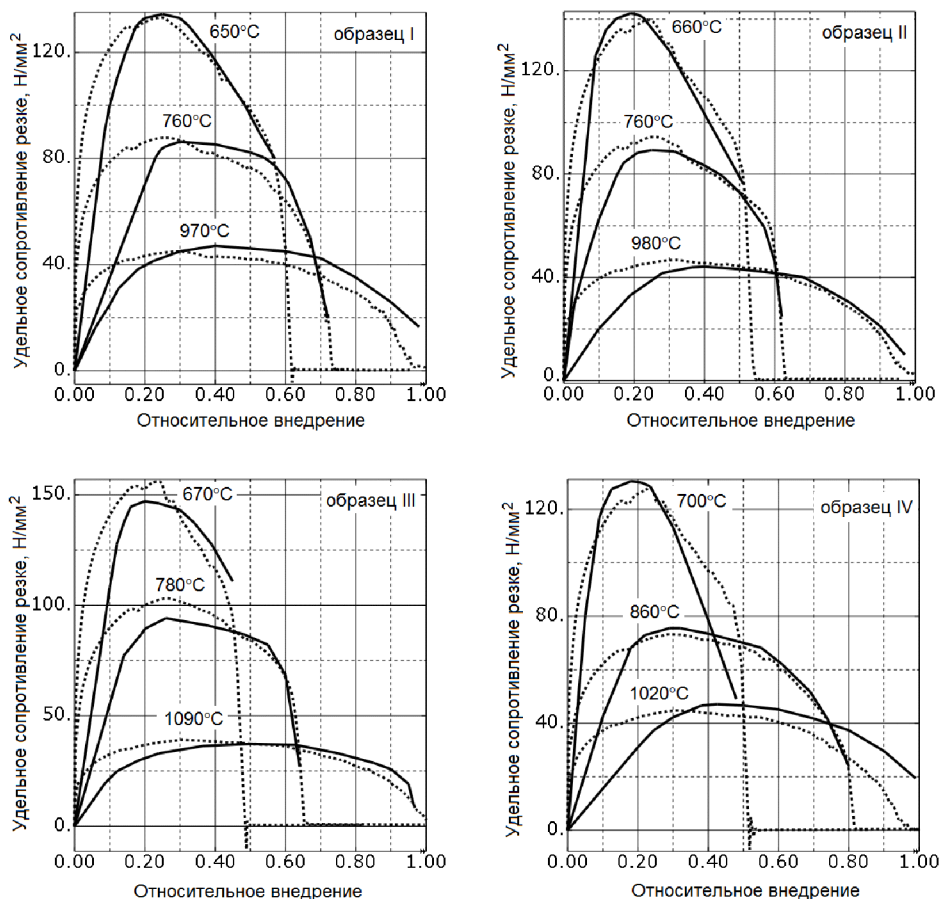 Удельное сопротивление резке, Н/мм²
120.
80.
40.
0.
650°C
образец I
760°C
970°C
0.00 0.20 0.40 0.60 0.80 1.00
Относительное внедрение
Удельное сопротивление резке, Н/мм²
120.
80.
40.
0.
660°C
образец II
760°C
980°C
0.00 0.20 0.40 0.60 0.80 1.00
Относительное внедрение
Удельное сопротивление резке, Н/мм²
150.
100.
50.
0.
670°C
образец III
780°C
1090°C
0.00 0.20 0.40 0.60 0.80 1.00
Относительное внедрение
Удельное сопротивление резке, Н/мм²
120.
80.
40.
0.
700°C
образец IV
860°C
1020°C
0.00 0.20 0.40 0.60 0.80 1.00
Относительное внедрение